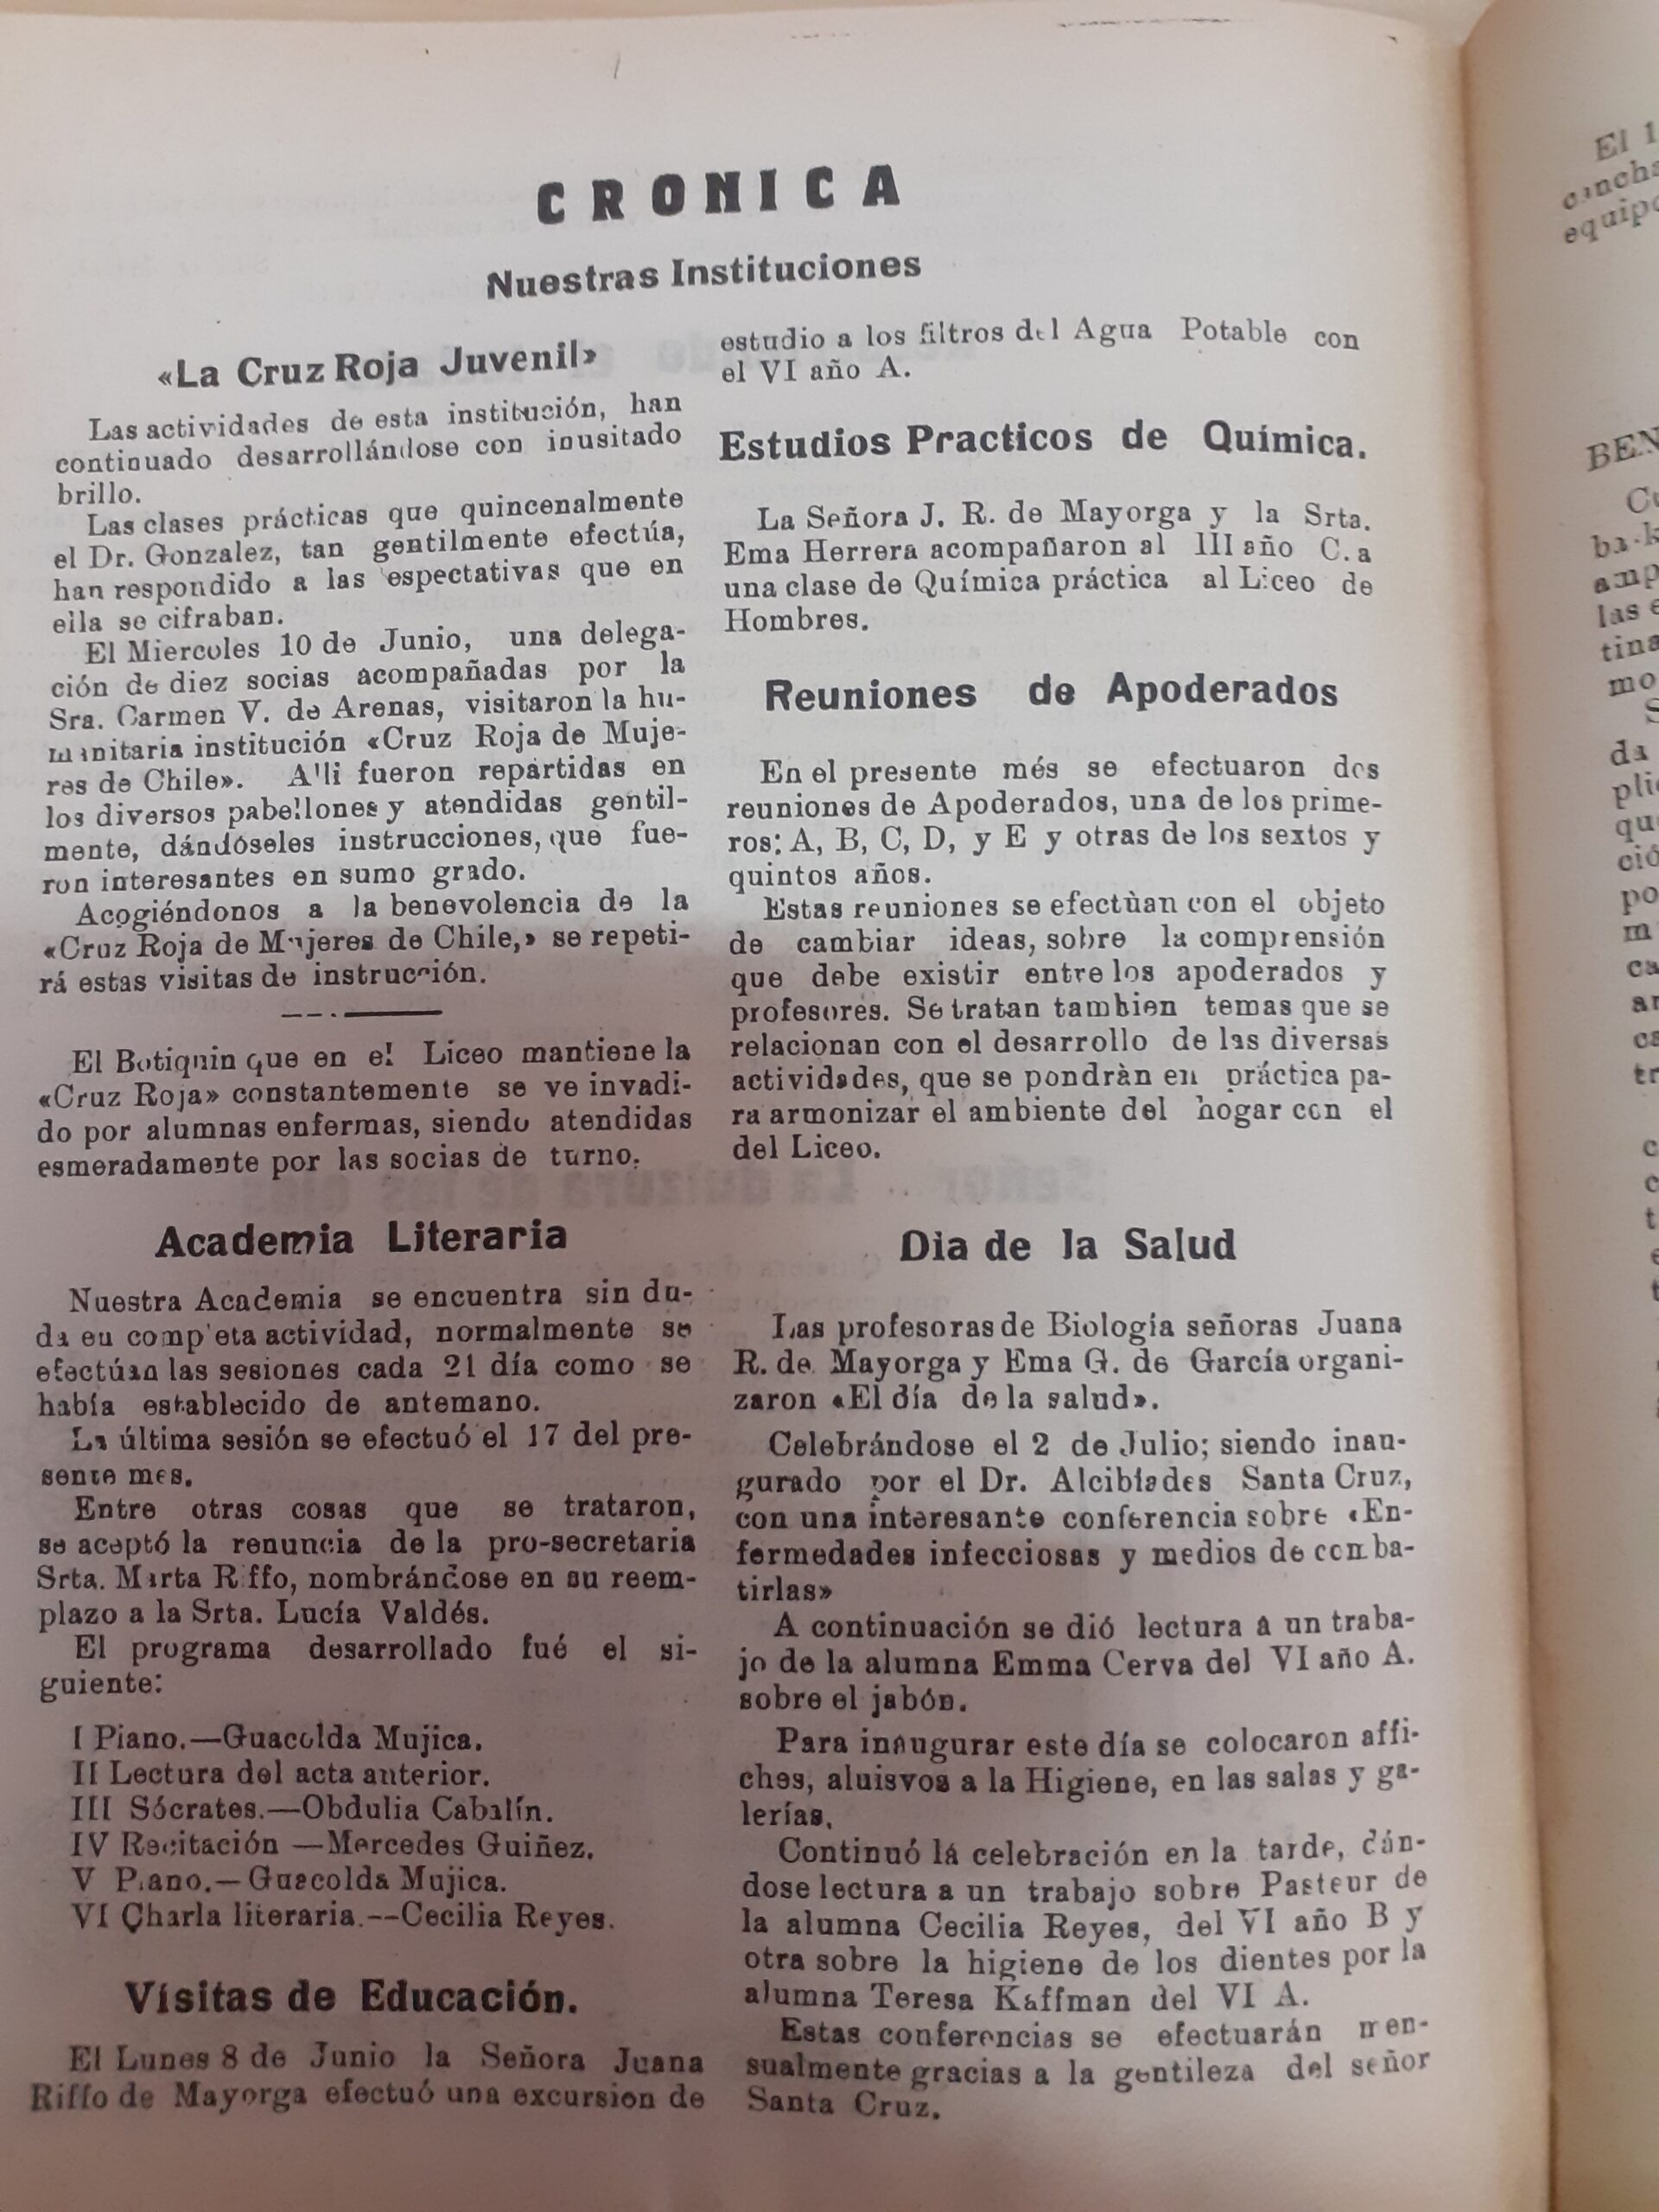 CRONICA
Nuestras Instituciones
«La Cruz Roja Juvenil»
Las actividades de esta institución, han
continuado desarrollándose con inusitado
brillo.
Las clases prácticas que quincenalmente
el Dr. Gonzalez, tan gentilmente efectúa,
han respondido a las espectativas que en
ella se cifraban.
El Miercoles 10 de Junio, una delega-
ción de diez socias acompañadas por la
Sra. Carmen V. de Arenas, visitaron la hu-
manitaria institución «Cruz Roja de Muje-
res de Chile». Alli fueron repartidas en
los diversos pabellones y atendidas gentil-
mente, dándóseles instrucciones, que fue-
ron interesantes en sumo grado.
Acogiéndonos a la benevolencia de la
«Cruz Roja de Mujeres de Chile,» se repeti-
rá estas visitas de instrucción.
El Botiquin que en el Liceo mantiene la
«Cruz Roja» constantemente se ve invadi-
do por alumnas enfermas, siendo atendidas
esmeradamente por las socias de turno.
Academia Literaria
Nuestra Academia se encuentra sin du-
da en completa actividad, normalmente se
efectúan las sesiones cada 21 día como se
había establecido de antemano.
La última sesión se efectuó el 17 del pre-
sente mes.
Entre otras cosas que se trataron,
se aceptó la renuncia de la pro-secretaria
Srta. Marta Riffo, nombrándose en su reem-
plazo a la Srta. Lucía Valdés.
El programa desarrollado fué el si-
guiente:
I Piano.—Guacolda Mujica.
II Lectura del acta anterior.
III Sócrates.—Obdulia Cabalín.
IV Recitación —Mercedes Guiñez.
V Piano.—Guacolda Mujica.
VI Charla literaria.--Cecilia Reyes.
Vísitas de Educación.
El Lunes 8 de Junio la Señora Juana
Riffo de Mayorga efectuó una excursion de
estudio a los filtros del Agua Potable con
el VI año A.
Estudios Practicos de Química.
La Señora J. R. de Mayorga y la Srta.
Ema Herrera acompañaron al III año C. a
una clase de Química práctica al Liceo de
Hombres.
Reuniones de Apoderados
En el presente més se efectuaron dos
reuniones de Apoderados, una de los prime-
ros: A, B, C, D, y E y otras de los sextos y
quintos años.
Estas reuniones se efectùan con el objeto
de cambiar ideas, sobre la comprensión
que debe existir entre los apoderados y
profesores. Se tratan tambien temas que se
relacionan con el desarrollo de las diversas
actividades, que se pondràn en práctica pa-
ra armonizar el ambiente del hogar con el
del Liceo.
Dia de la Salud
Las profesoras de Biología señoras Juana
R. de Mayorga y Ema G. de García organi-
zaron «El día de la salud».
Celebrándose el 2 de Julio; siendo inau-
gurado por el Dr. Alcibíades Santa Cruz,
con una interesante conferencia sobre «En-
fermedades infecciosas y medios de comba-
tirlas»
A continuación se dió lectura a un traba-
jo de la alumna Emma Cerva del VI año A.
sobre el jabón.
Para inaugurar este día se colocaron affi-
ches, aluisvos a la Higiene, en las salas y ga-
lerías.
Continuó lá celebración en la tarde, dán-
dose lectura a un trabajo sobre Pasteur de
la alumna Cecilia Reyes, del VI año B y
otra sobre la higiene de los dientes por la
alumna Teresa Kaffman del VI A.
Estas conferencias se efectuarán men-
sualmente gracias a la gentileza del señor
Santa Cruz.